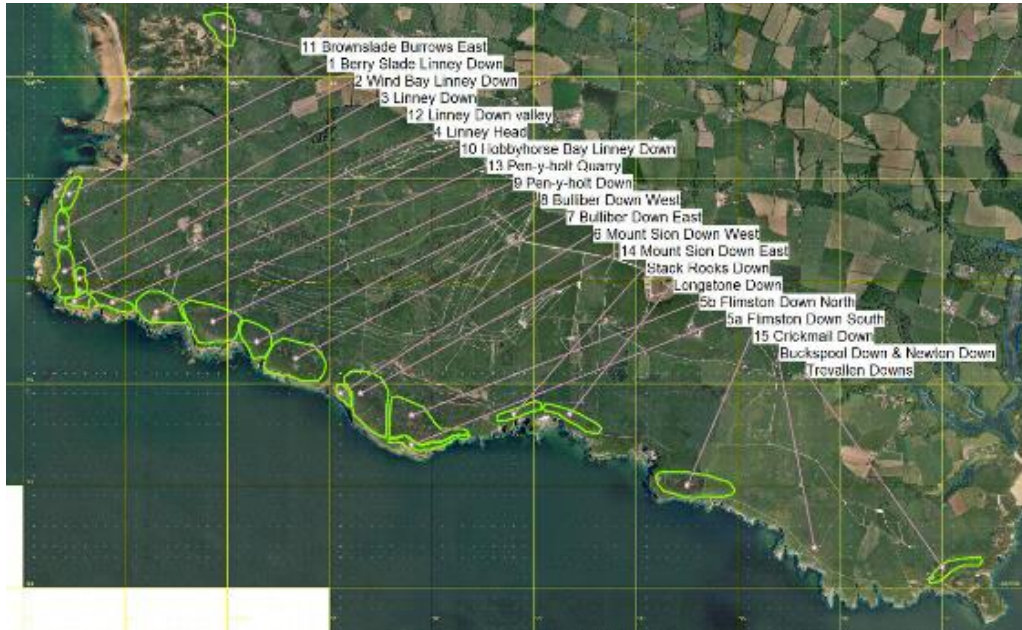 11 Brownslade Burrows East
1 Berry Slade Linney Down
2 Wind Bay Linney Down
3 Linney Down
12 Linney Down valley
4 Linney Head
10 Hobbyhorse Bay Linney Down
13 Pen-y-holt Quarry
9 Pen-y-holt Down
8 Bulliber Down West
7 Bulliber Down East
6 Mount Sion Down West
14 Mount Sion Down East
Stack Rocks Down
Longstone Down
5b Flimston Down North
5a Flimston Down South
15 Crickmail Down
Buckspool Down & Newton Down
Trevallen Downs